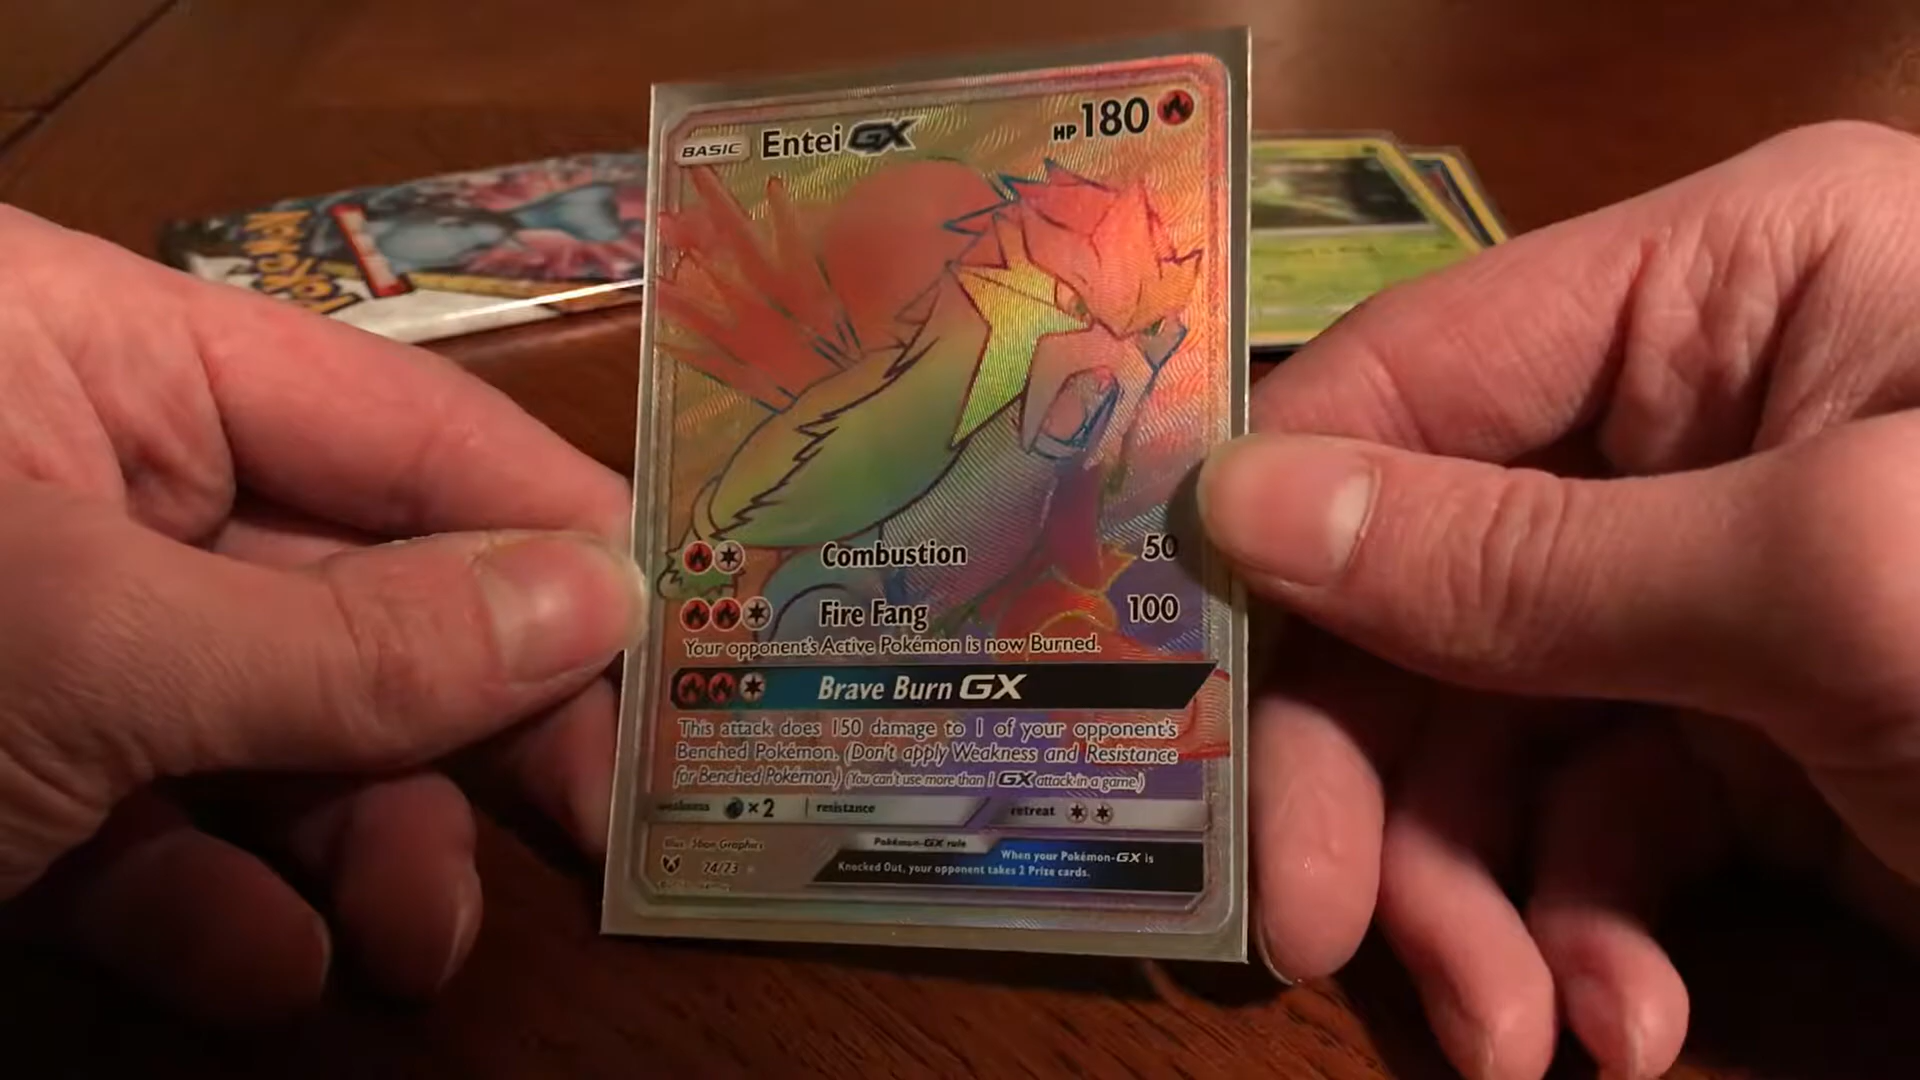 BASIC Entei GX HP 180
Combustion 50
Fire Fang 100
Your opponent's Active Pokémon is now Burned.
Brave Burn GX
This attack does 150 damage to 1 of your opponent's
Benched Pokémon. (Don't apply Weakness and Resistance
for Benched Pokémon.) (You can't use more than 1 GX attack in a game.)
weakness ×2 resistance retreat
Illus. 5ban Graphics
Pokémon-GX rule
When your Pokémon-GX is
Knocked Out, your opponent takes 2 Prize cards.